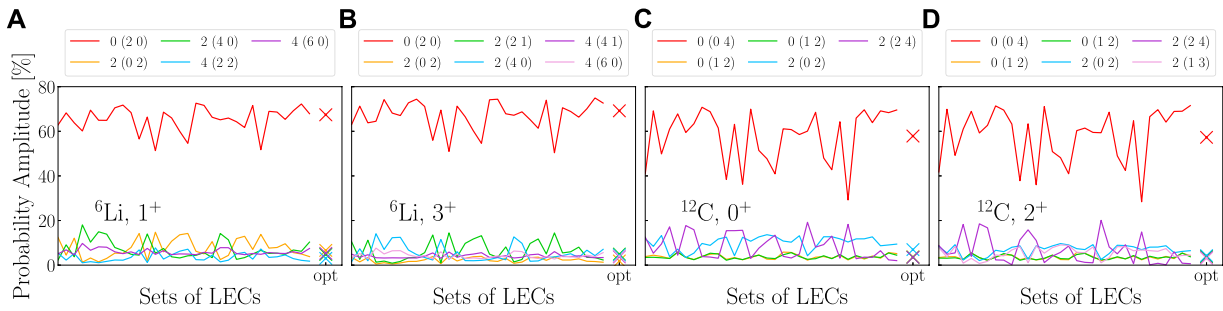 A
0 (2 0) 2 (4 0) 4 (6 0)
2 (0 2) 4 (2 2)
B
0 (2 0) 2 (2 1) 4 (4 1)
2 (0 2) 2 (4 0) 4 (6 0)
C
0 (0 4) 0 (1 2) 2 (2 4)
0 (1 2) 2 (0 2)
D
0 (0 4) 0 (1 2) 2 (2 4)
0 (1 2) 2 (0 2) 2 (1 3)
Probability Amplitude [%]
80
60
40
20
0
⁶Li, 1⁺
⁶Li, 3⁺
¹²C, 0⁺
¹²C, 2⁺
opt
opt
opt
opt
Sets of LECs
Sets of LECs
Sets of LECs
Sets of LECs